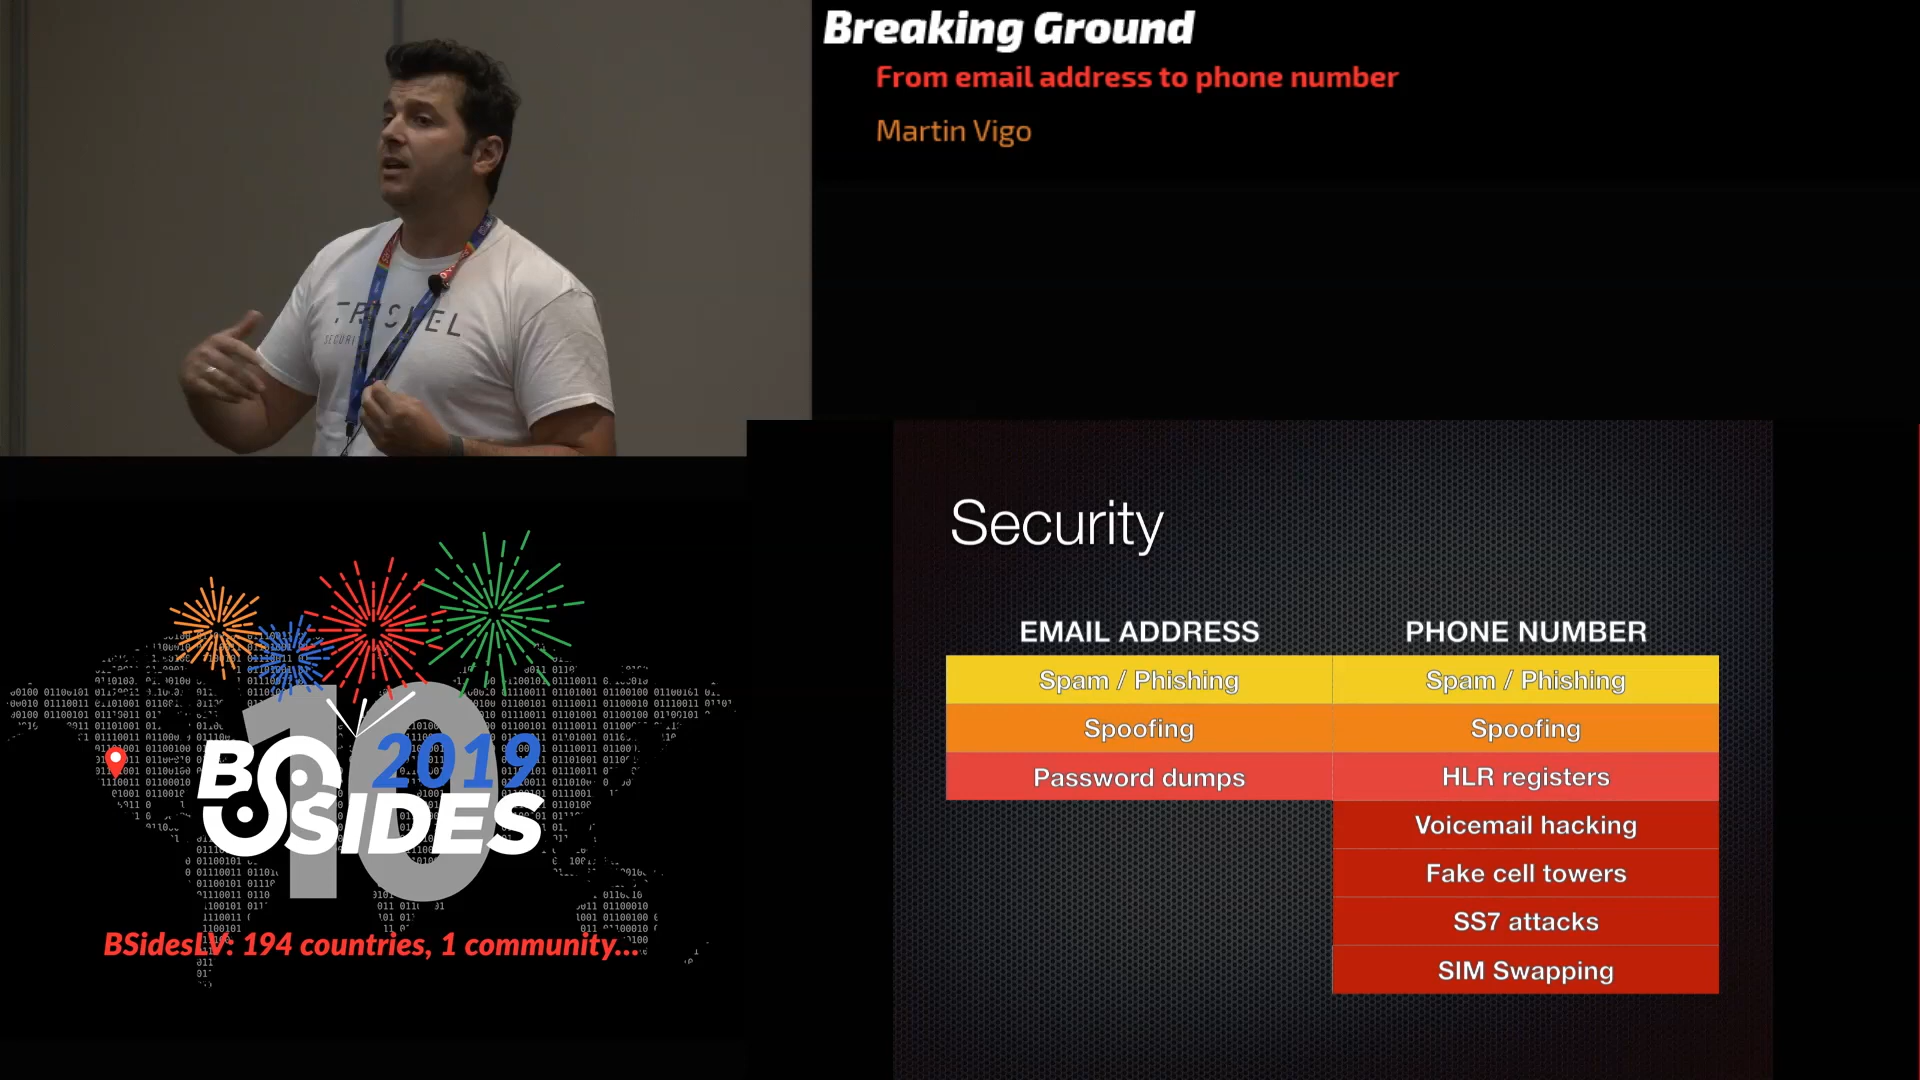 Breaking Ground
From email address to phone number
Martin Vigo
SECURI
Security
EMAIL ADDRESS PHONE NUMBER
Spam / Phishing Spam / Phishing
Spoofing Spoofing
Password dumps HLR registers
Voicemail hacking
Fake cell towers
SS7 attacks
SIM Swapping
10
2019
BSIDES
BSidesLV: 194 countries, 1 community...